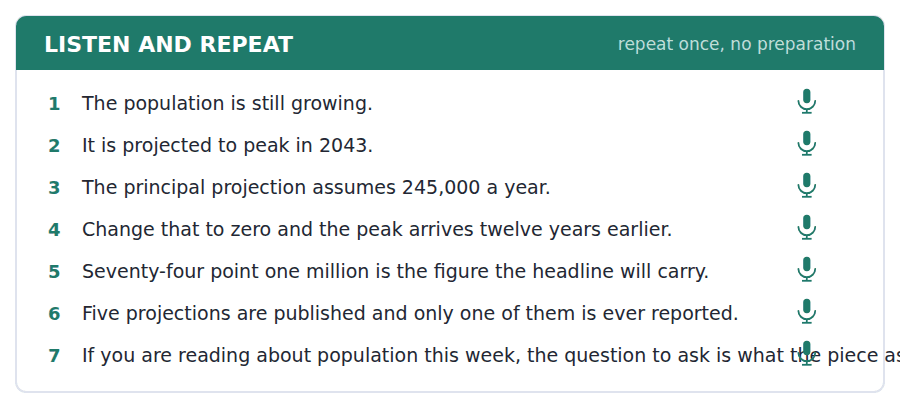 LISTEN AND REPEAT
repeat once, no preparation
1 The population is still growing.
2 It is projected to peak in 2043.
3 The principal projection assumes 245,000 a year.
4 Change that to zero and the peak arrives twelve years earlier.
5 Seventy-four point one million is the figure the headline will carry.
6 Five projections are published and only one of them is ever reported.
7 If you are reading about population this week, the question to ask is what the piece